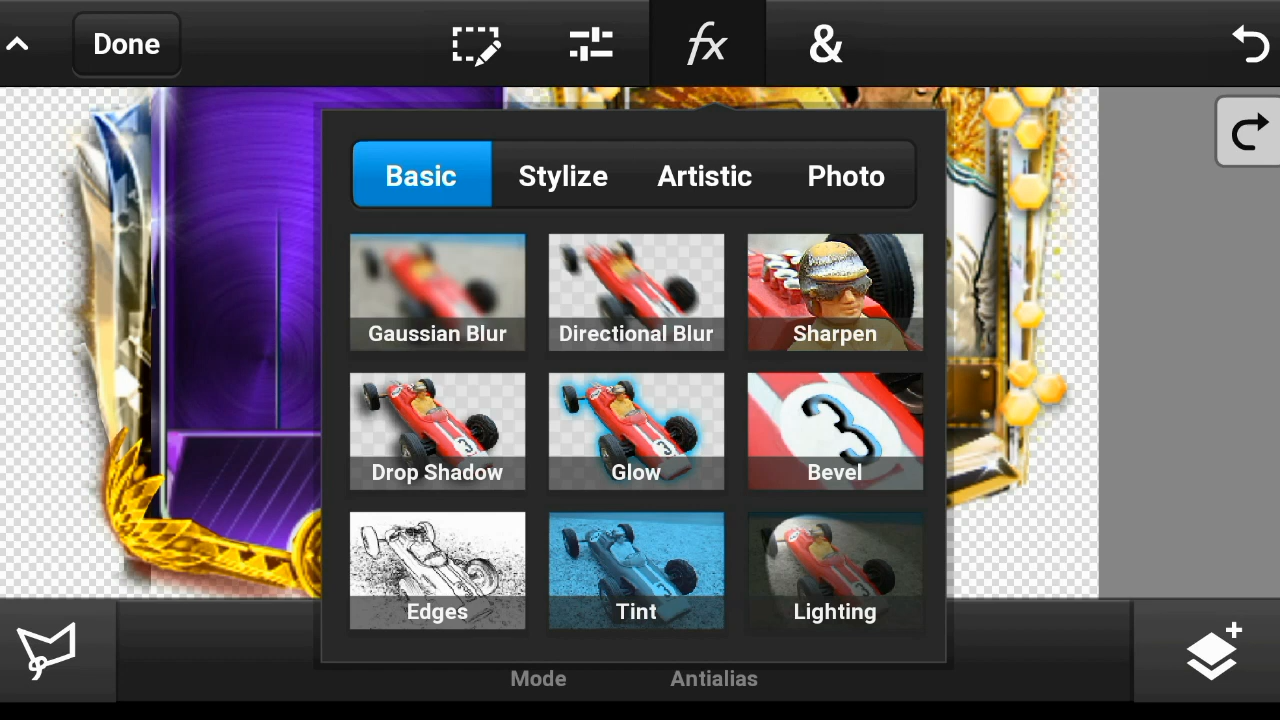 Done
fx
&
Basic
Stylize
Artistic
Photo
Gaussian Blur
Directional Blur
Sharpen
3
Drop Shadow
Glow
Bevel
Edges
Tint
Lighting
Mode
Antialias